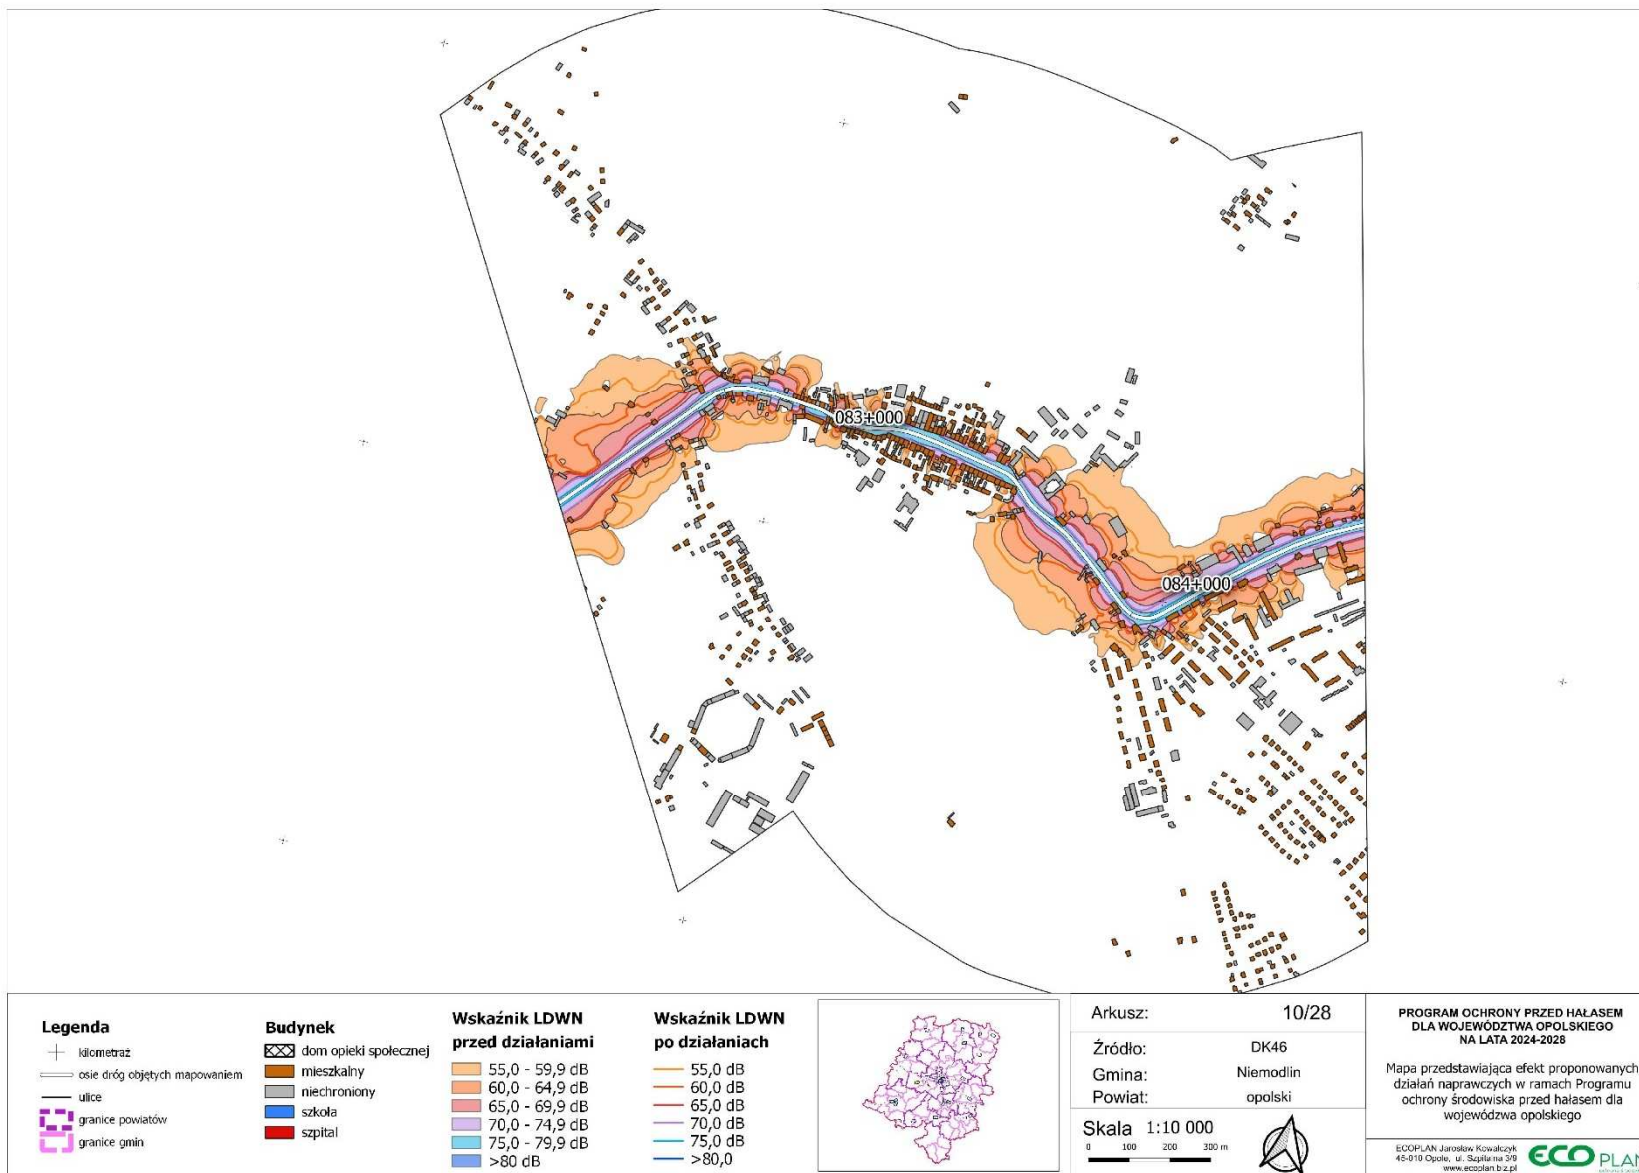 083+000
084+000
Legenda
kilometraż
osie dróg objętych mapowaniem
ulice
granice powiatów
granice gmin
Budynek
dom opieki społecznej
mieszkalny
niechroniony
szkoła
szpital
Wskaźnik LDWN
przed działaniami
55,0 - 59,9 dB
60,0 - 64,9 dB
65,0 - 69,9 dB
70,0 - 74,9 dB
75,0 - 79,9 dB
>80 dB
Wskaźnik LDWN
po działaniach
55,0 dB
60,0 dB
65,0 dB
70,0 dB
75,0 dB
>80,0
Arkusz: 10/28
Źródło: DK46
Gmina: Niemodlin
Powiat: opolski
Skala 1:10 000
0 100 200 300 m
PROGRAM OCHRONY PRZED HAŁASEM
DLA WOJEWÓDZTWA OPOLSKIEGO
NA LATA 2024-2028
Mapa przedstawiająca efekt proponowanych
działań naprawczych w ramach Programu
ochrony środowiska przed hałasem dla
województwa opolskiego
ECOPLAN Jarosław Kowalczyk
45-010 Opole, ul. Szpitalna 3/9
www.ecoplan.biz.pl
ECO PLAN